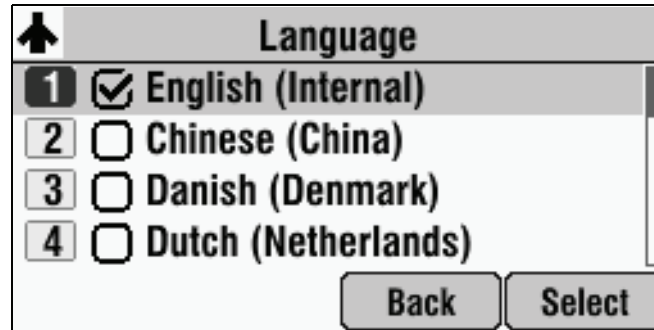 Language
1 English (Internal)
2 Chinese (China)
3 Danish (Denmark)
4 Dutch (Netherlands)
Back Select